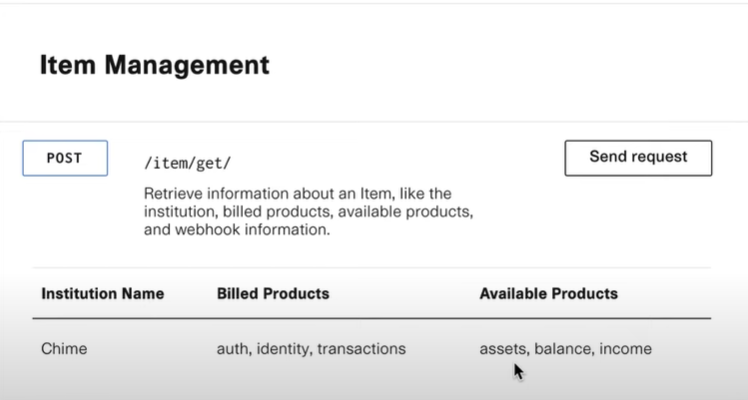 Item Management
POST
/item/get/
Send request
Retrieve information about an Item, like the
institution, billed products, available products,
and webhook information.
Institution Name Billed Products Available Products
Chime auth, identity, transactions assets, balance, income